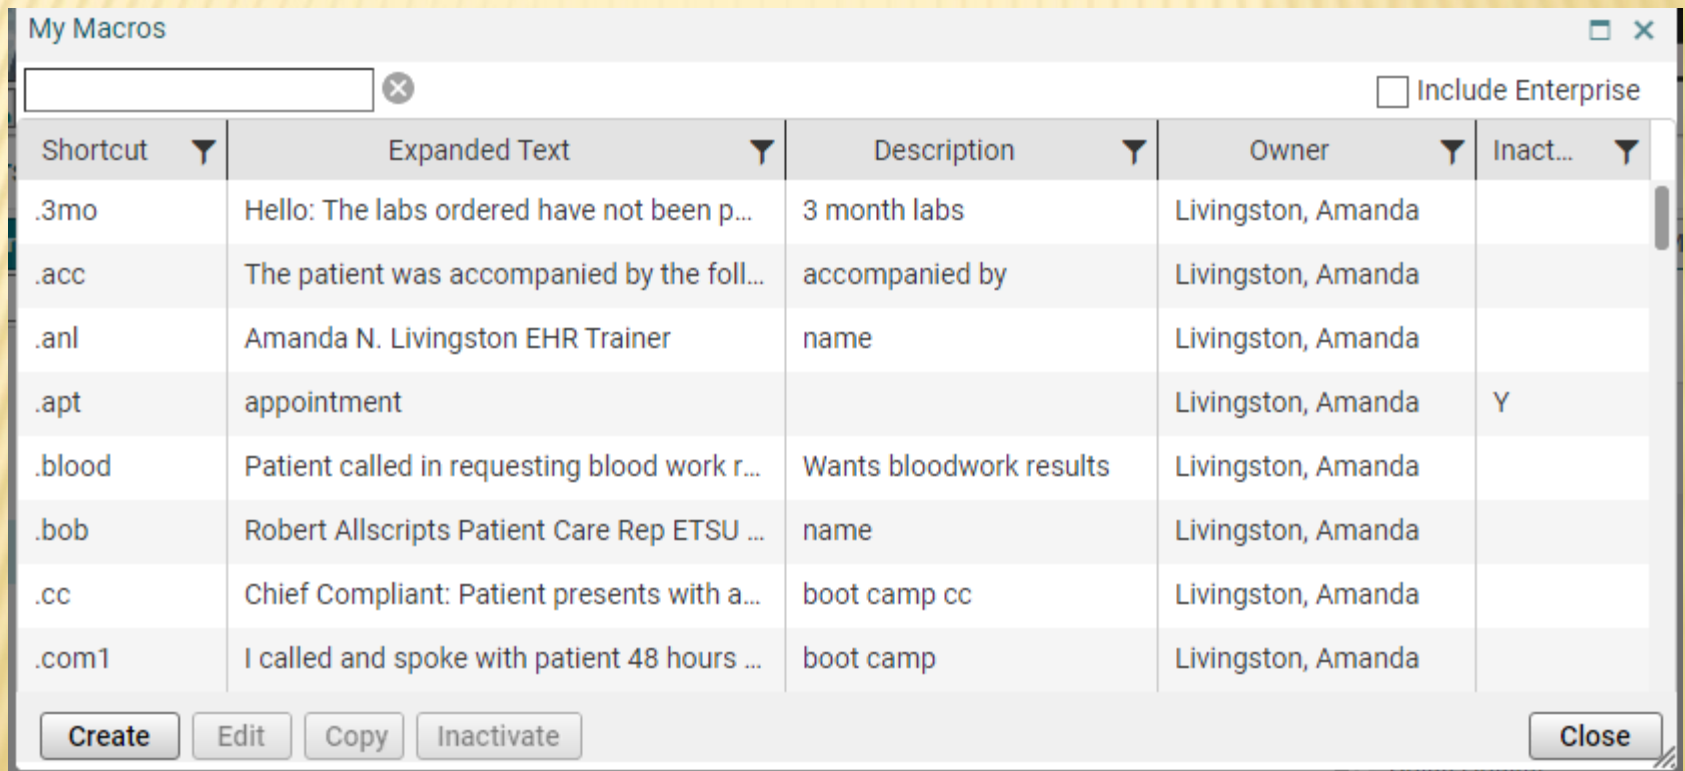 My Macros
Include Enterprise
Shortcut Expanded Text Description Owner Inact...
.3mo Hello: The labs ordered have not been p... 3 month labs Livingston, Amanda
.acc The patient was accompanied by the foll... accompanied by Livingston, Amanda
.anl Amanda N. Livingston EHR Trainer name Livingston, Amanda
.apt appointment Livingston, Amanda Y
.blood Patient called in requesting blood work r... Wants bloodwork results Livingston, Amanda
.bob Robert Allscripts Patient Care Rep ETSU ... name Livingston, Amanda
.cc Chief Compliant: Patient presents with a... boot camp cc Livingston, Amanda
.com1 I called and spoke with patient 48 hours ... boot camp Livingston, Amanda
Create Edit Copy Inactivate Close